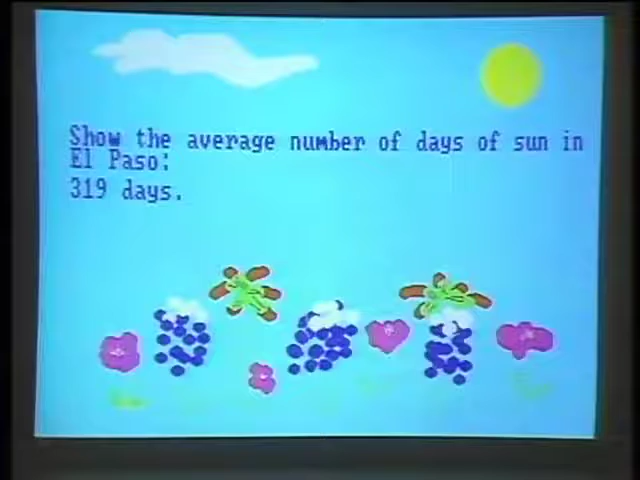 Show the average number of days of sun in
El Paso:
319 days.